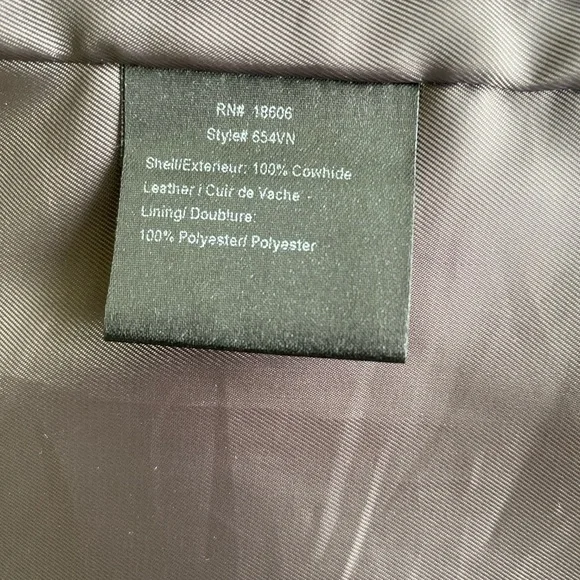 RN# 18606
Style# 654VN
Shell/Exterieur: 100% Cowhide
Leather / Cuir de Vache
Lining/ Doublure:
100% Polyester/ Polyester